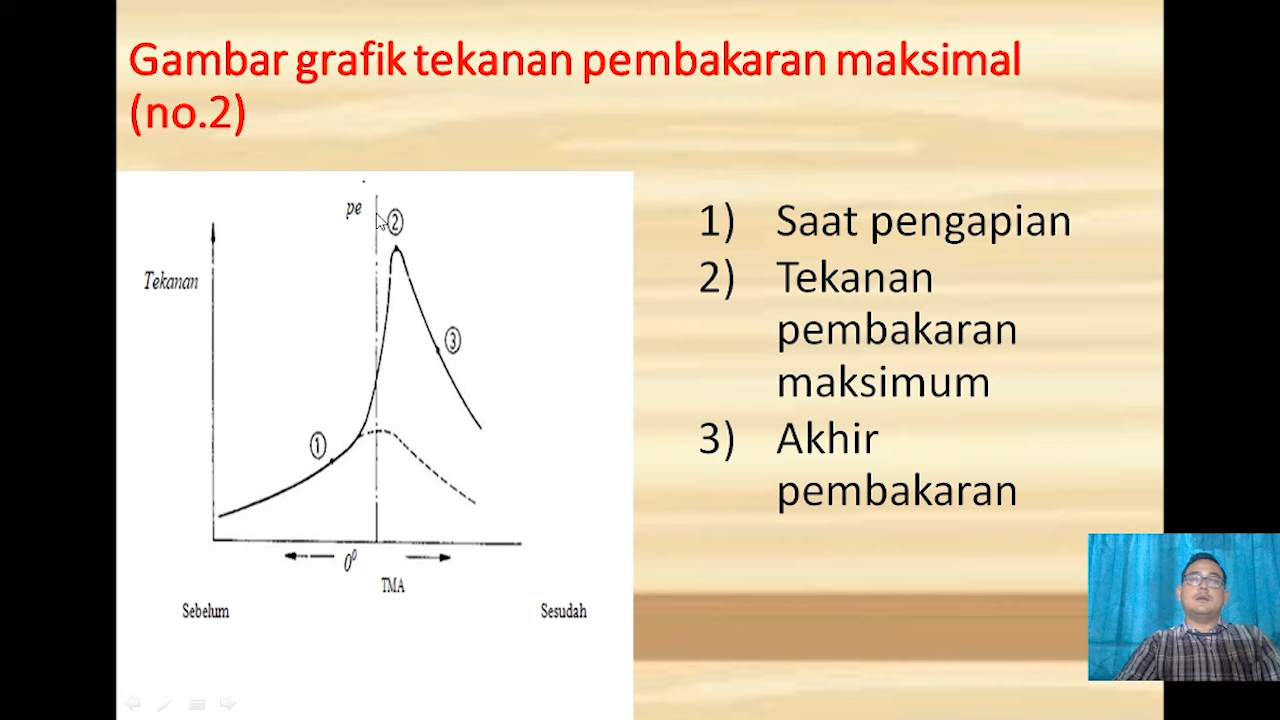 Gambar grafik tekanan pembakaran maksimal
(no.2)
pe
②
Tekanan
③
①
0⁰
TMA
Sebelum
Sesudah
1) Saat pengapian
2) Tekanan
pembakaran
maksimum
3) Akhir
pembakaran